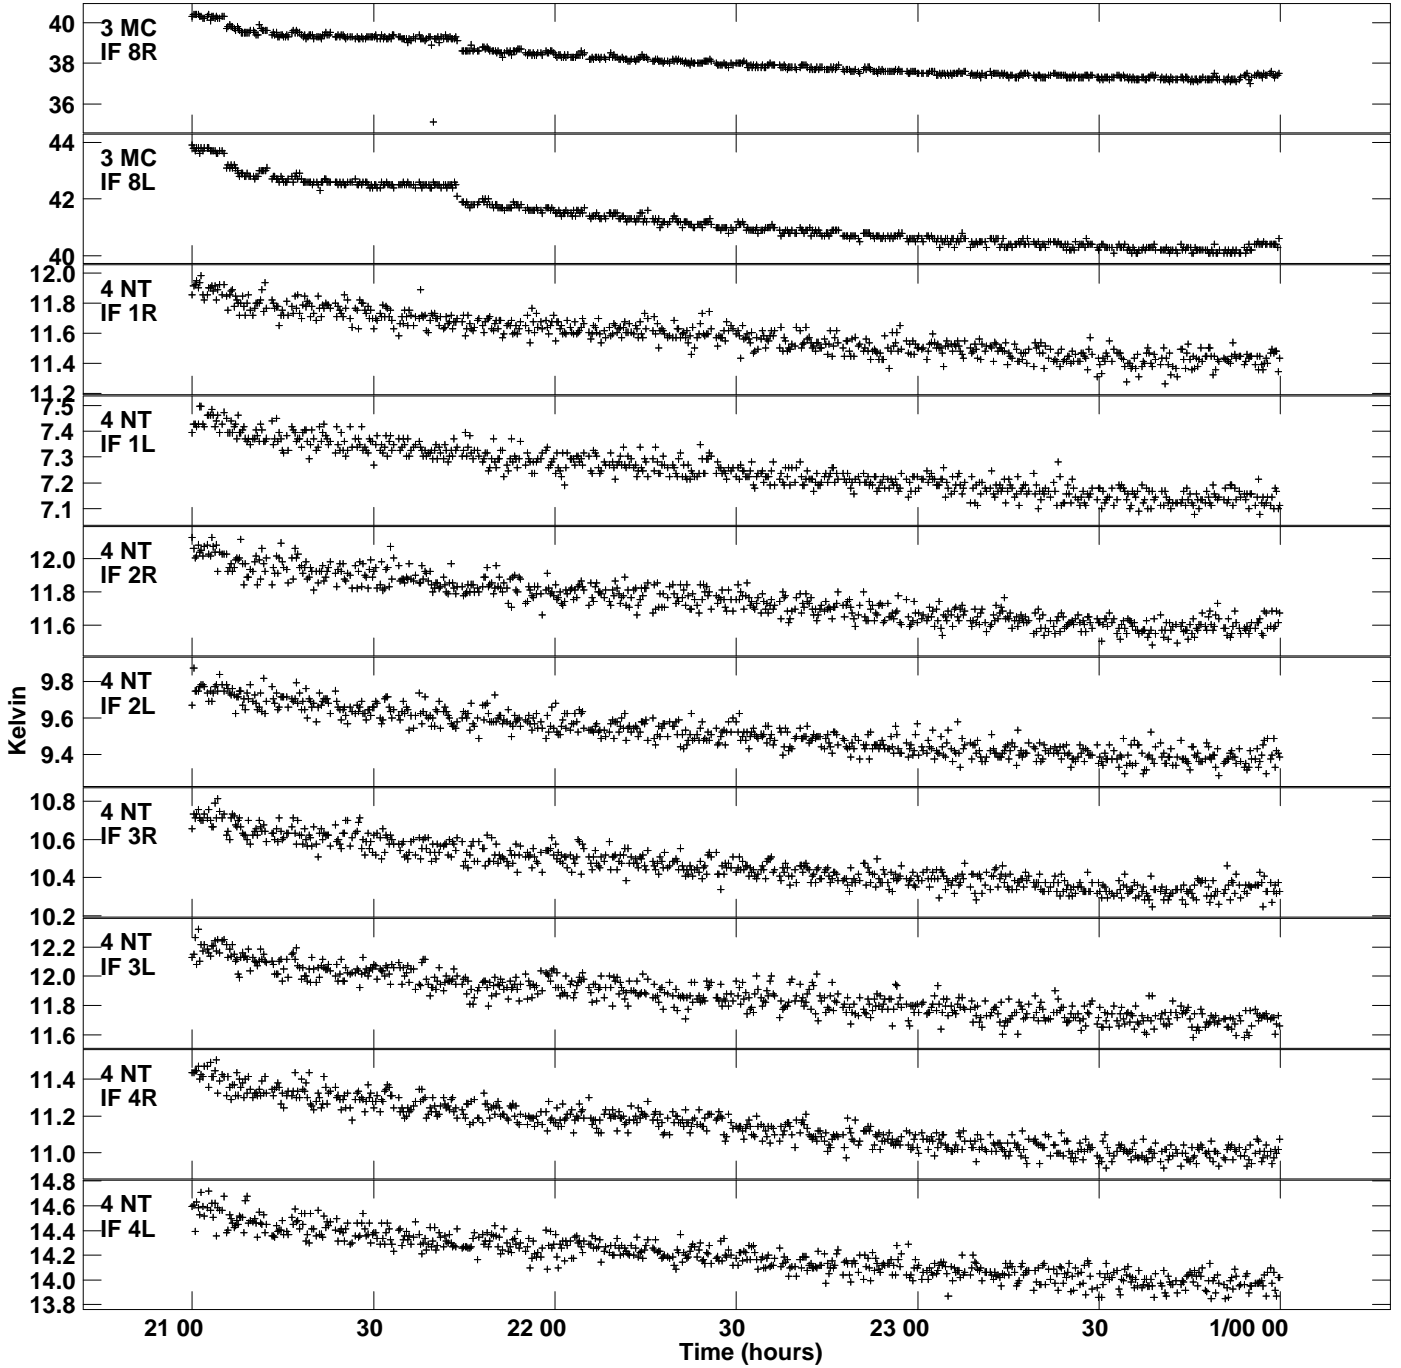 40
38
36
3 MC
IF 8R
44
42
40
3 MC
IF 8L
12.0
11.8
11.6
11.4
11.2
4 NT
IF 1R
7.5
7.4
7.3
7.2
7.1
4 NT
IF 1L
12.0
11.8
11.6
4 NT
IF 2R
9.8
9.6
9.4
4 NT
IF 2L
Kelvin
10.8
10.6
10.4
10.2
4 NT
IF 3R
12.2
12.0
11.8
11.6
4 NT
IF 3L
11.4
11.2
11.0
4 NT
IF 4R
14.8
14.6
14.4
14.2
14.0
13.8
4 NT
IF 4L
21 00 30 22 00 30 23 00 30 1/00 00
Time (hours)